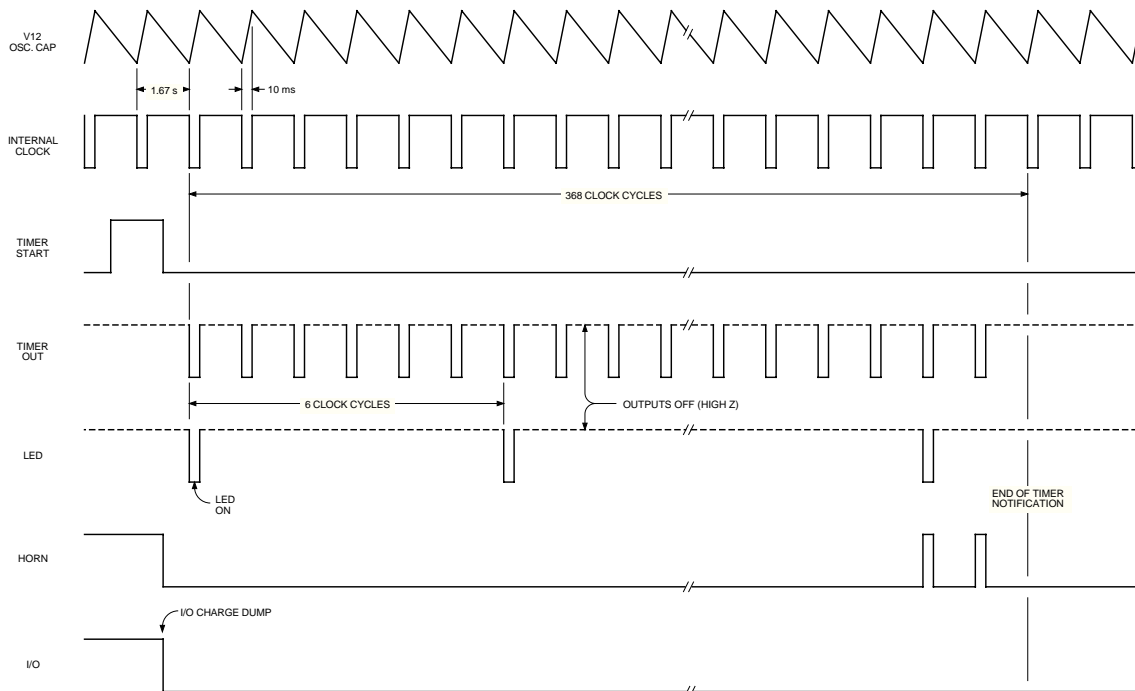 V12
OSC. CAP
1.67 s
10 ms
INTERNAL
CLOCK
368 CLOCK CYCLES
TIMER
START
TIMER
OUT
6 CLOCK CYCLES
OUTPUTS OFF (HIGH Z)
LED
LED
ON
END OF TIMER
NOTIFICATION
HORN
I/O CHARGE DUMP
I/O